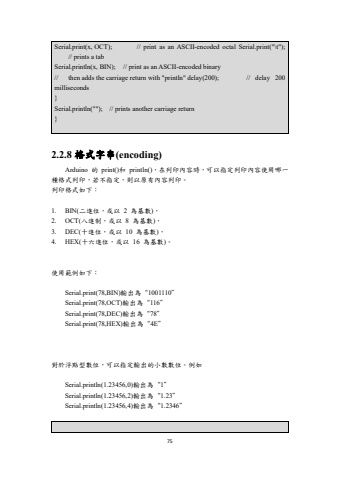 Serial.print(x, OCT); // print as an ASCII-encoded octal Serial.print("\t");
// prints a tab
Serial.println(x, BIN); // print as an ASCII-encoded binary
// then adds the carriage return with "println" delay(200); // delay 200
milliseconds
}
Serial.println(""); // prints another carriage return
}
2.2.8 格式字串(encoding)
Arduino 的 print()和 println()，在列印內容時，可以指定列印內容使用哪一
種格式列印，若不指定，則以原有內容列印。
列印格式如下：
1. BIN(二進位，或以 2 為基數)，
2. OCT(八進制，或以 8 為基數)，
3. DEC(十進位，或以 10 為基數)，
4. HEX(十六進位，或以 16 為基數)。
使用範例如下：
Serial.print(78,BIN)輸出為 “1001110”
Serial.print(78,OCT)輸出為 “116”
Serial.print(78,DEC)輸出為 “78”
Serial.print(78,HEX)輸出為 “4E”
對於浮點型數位，可以指定輸出的小數數位。例如
Serial.println(1.23456,0)輸出為 “1”
Serial.println(1.23456,2)輸出為 “1.23”
Serial.println(1.23456,4)輸出為 “1.2346”
75